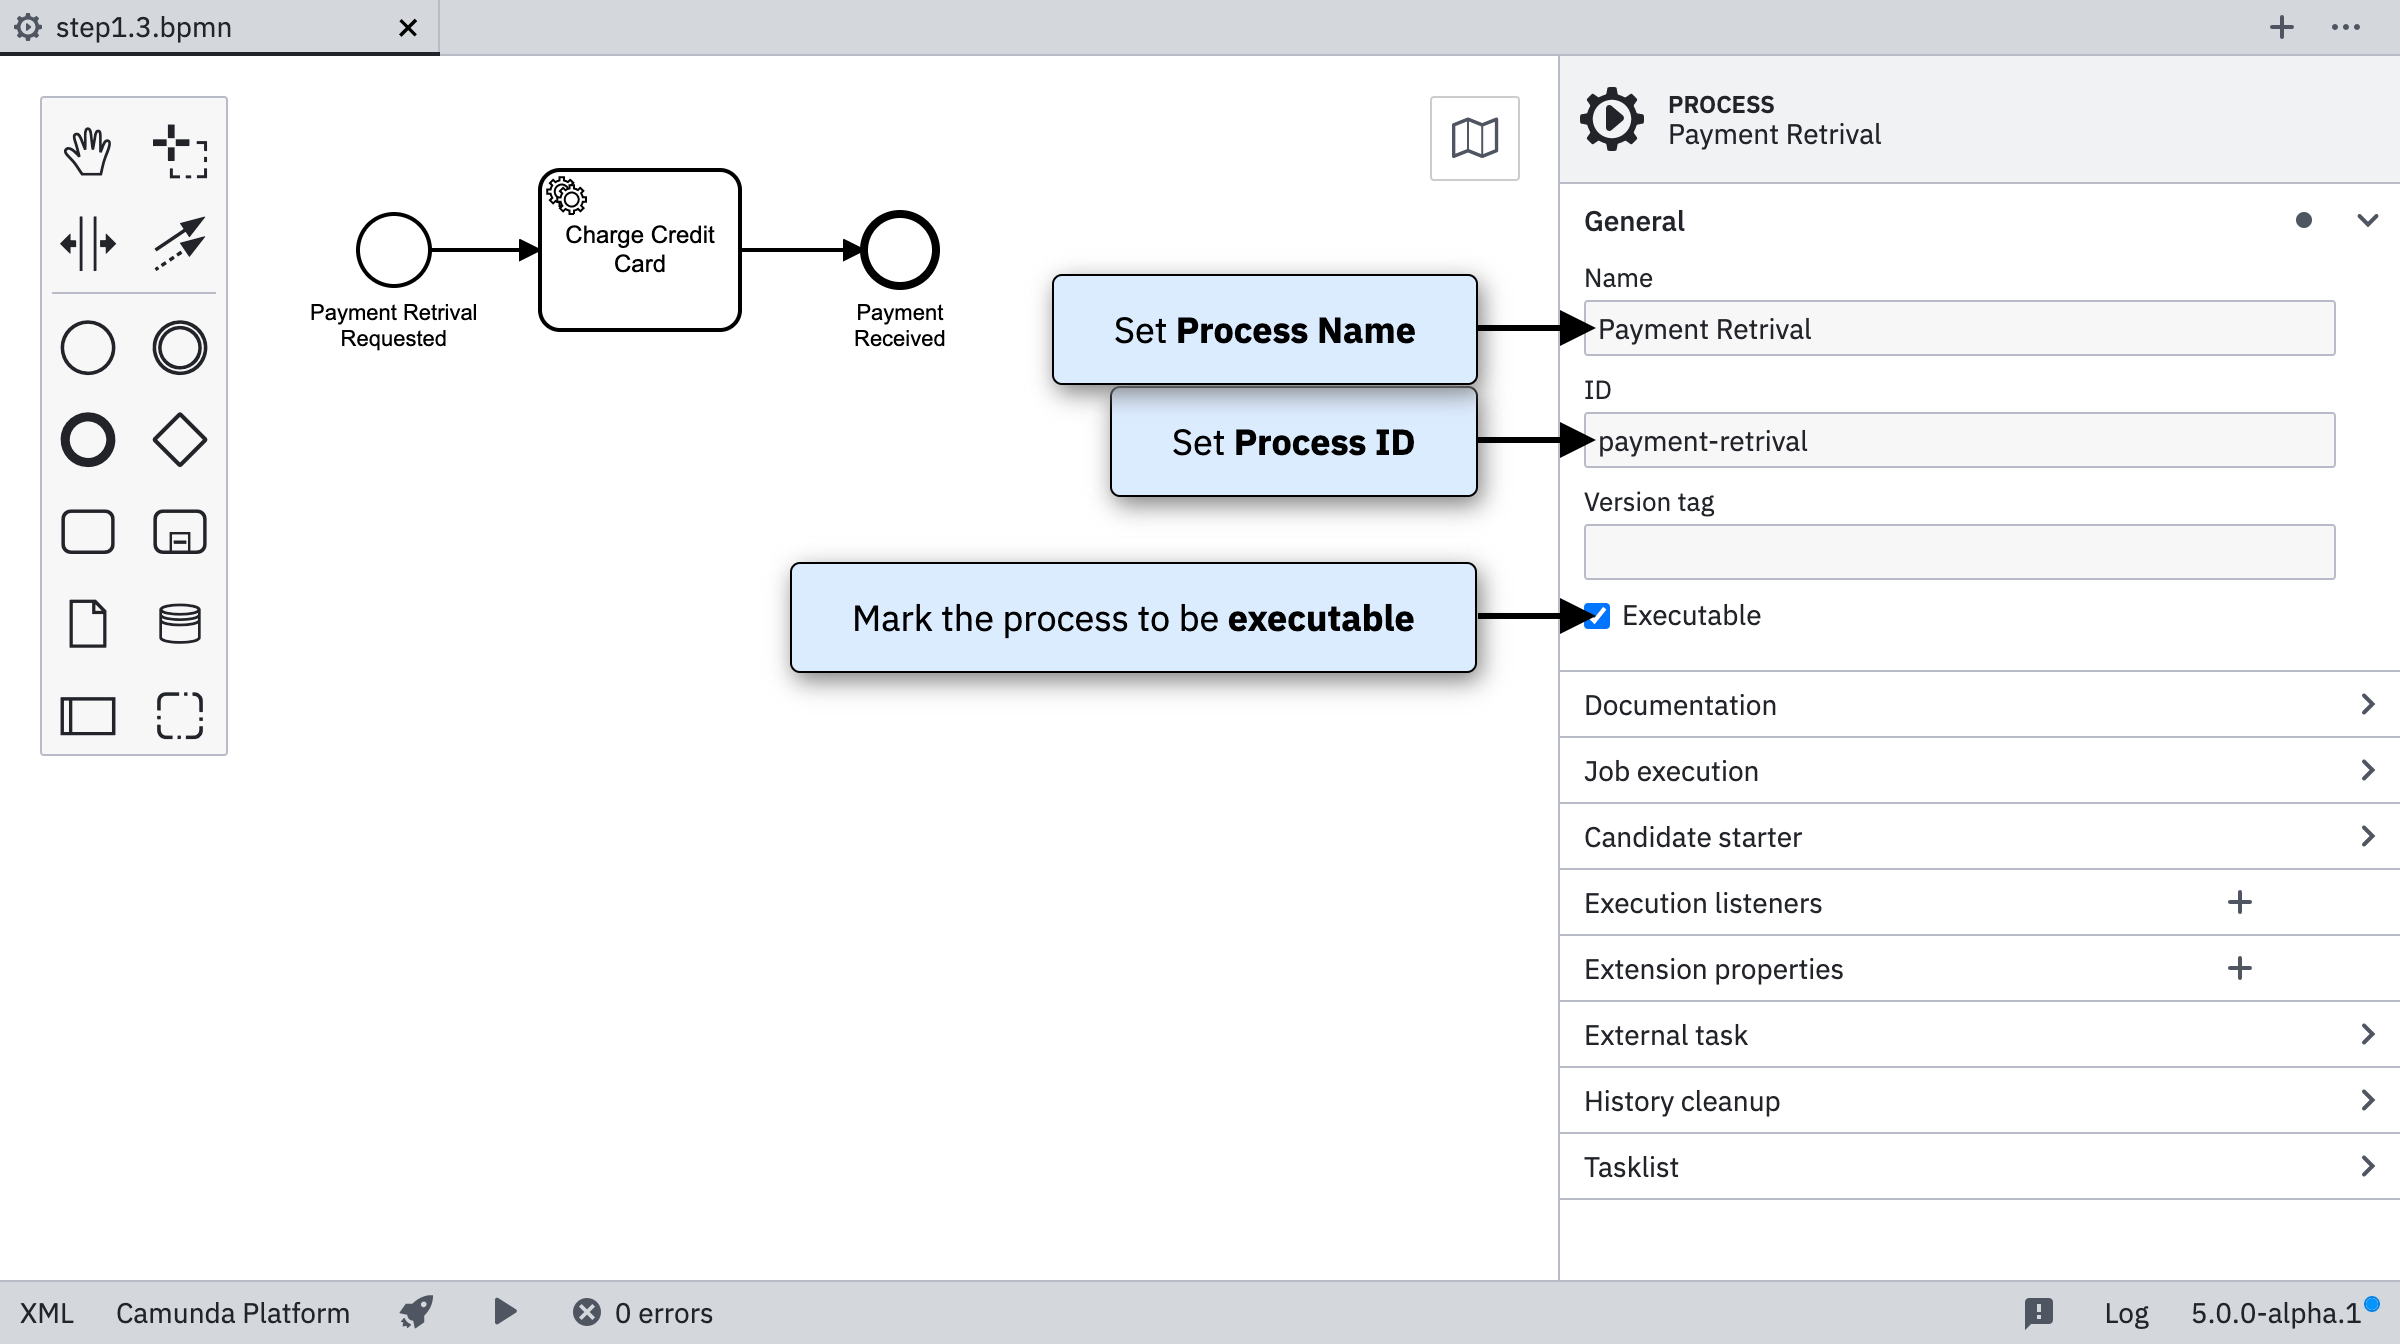 step1.3.bpmn
PROCESS
Payment Retrival
General
Name
Payment Retrival
ID
payment-retrival
Version tag
Executable
Documentation
Job execution
Candidate starter
Execution listeners
Extension properties
External task
History cleanup
Tasklist
Charge Credit
Card
Payment Retrival
Requested
Payment
Received
Set Process Name
Set Process ID
Mark the process to be executable
XML
Camunda Platform
0 errors
Log
5.0.0-alpha.1